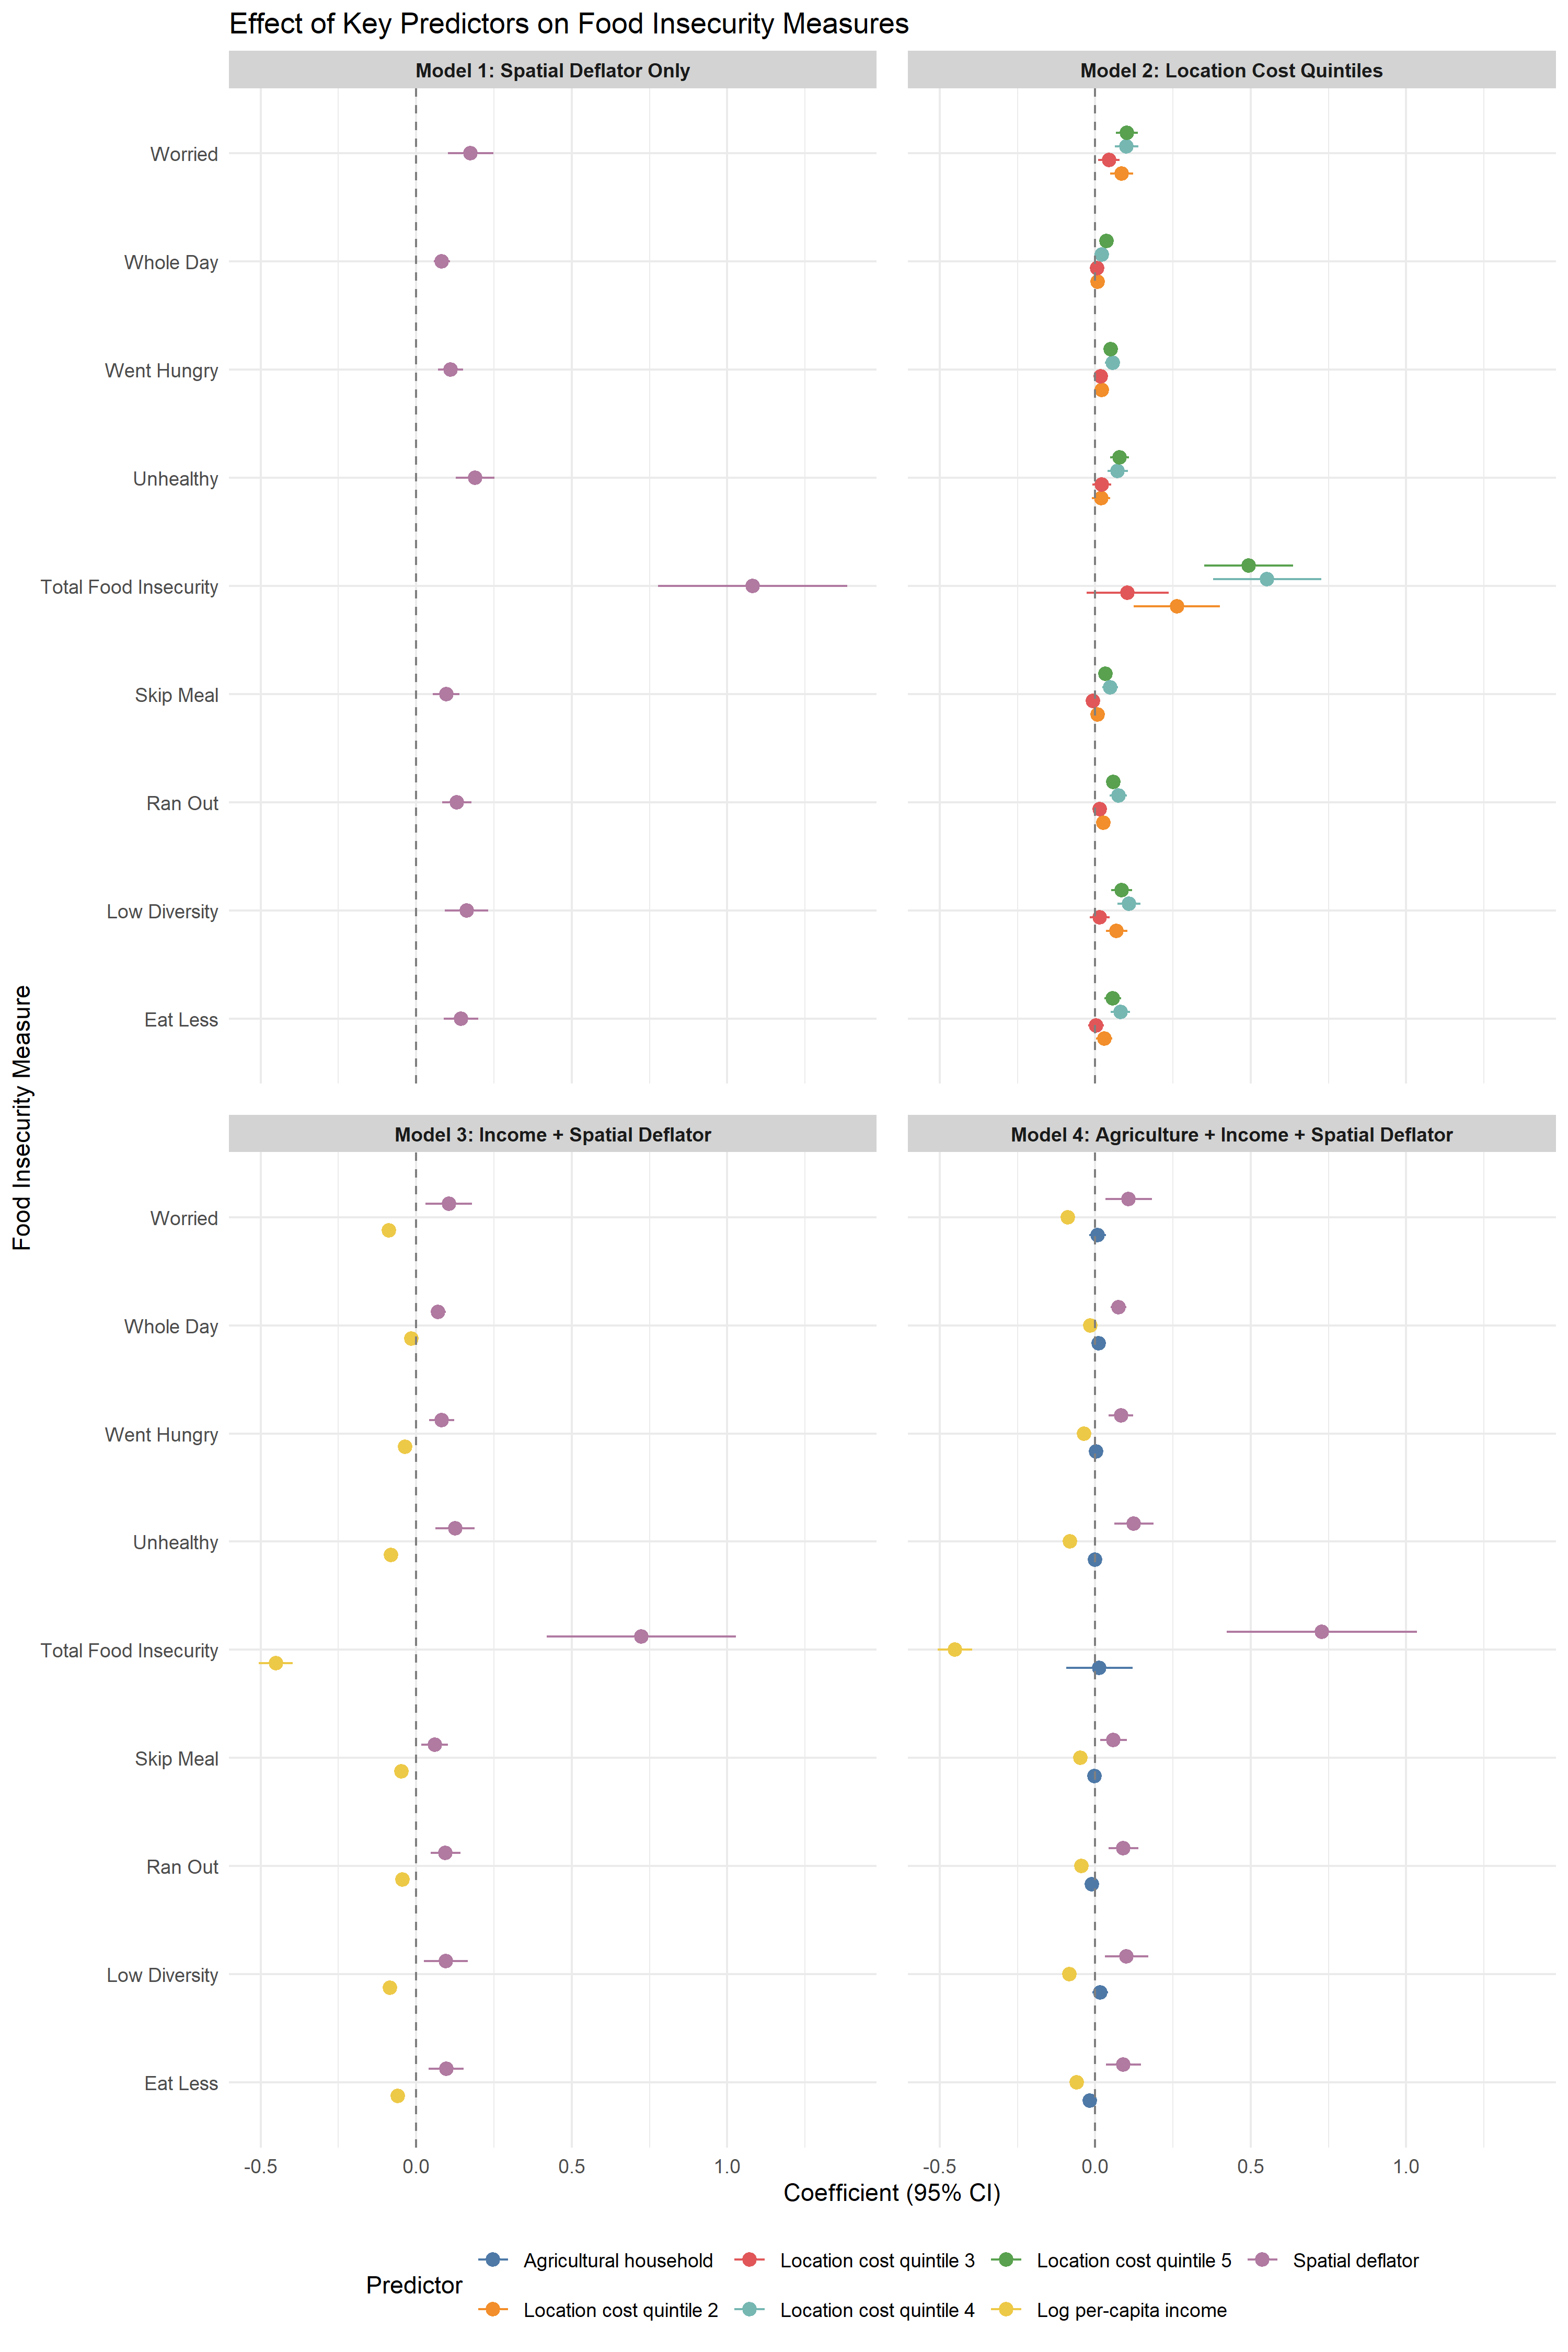 Effect of Key Predictors on Food Insecurity Measures
Model 1: Spatial Deflator Only
Model 2: Location Cost Quintiles
Worried
Whole Day
Went Hungry
Unhealthy
Total Food Insecurity
Skip Meal
Ran Out
Low Diversity
Eat Less
Food Insecurity Measure
Model 3: Income + Spatial Deflator
Model 4: Agriculture + Income + Spatial Deflator
Worried
Whole Day
Went Hungry
Unhealthy
Total Food Insecurity
Skip Meal
Ran Out
Low Diversity
Eat Less
-0.5 0.0 0.5 1.0
-0.5 0.0 0.5 1.0
Coefficient (95% CI)
Predictor
Agricultural household
Location cost quintile 3
Location cost quintile 5
Spatial deflator
Location cost quintile 2
Location cost quintile 4
Log per-capita income